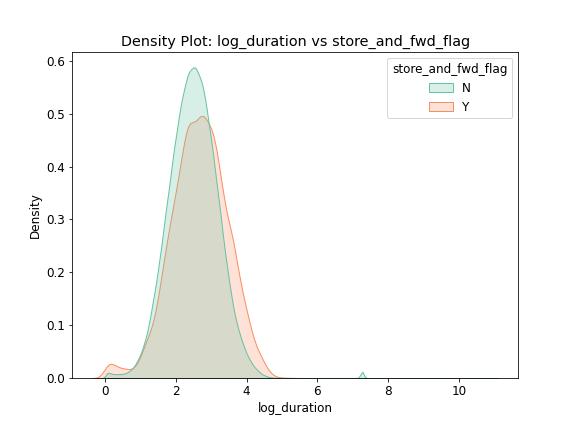 Density Plot: log_duration vs store_and_fwd_flag
store_and_fwd_flag
N
Y
Density
0.6
0.5
0.4
0.3
0.2
0.1
0.0
0 2 4 6 8 10
log_duration